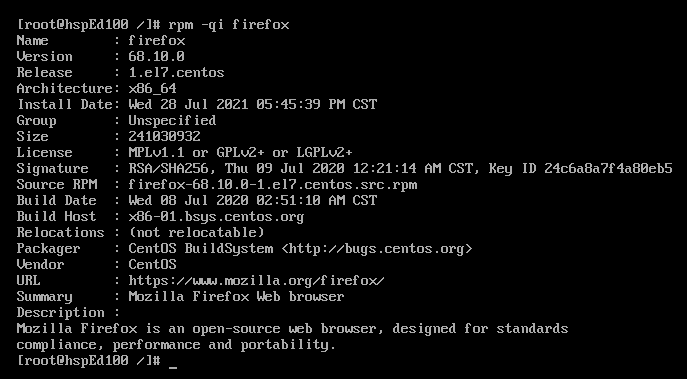 [root@hspEd100 /]# rpm -qi firefox
Name        : firefox
Version     : 68.10.0
Release     : 1.el7.centos
Architecture: x86_64
Install Date: Wed 28 Jul 2021 05:45:39 PM CST
Group       : Unspecified
Size        : 241030932
License     : MPLv1.1 or GPLv2+ or LGPLv2+
Signature   : RSA/SHA256, Thu 09 Jul 2020 12:21:14 AM CST, Key ID 24c6a8a7f4a80eb5
Source RPM  : firefox-68.10.0-1.el7.centos.src.rpm
Build Date  : Wed 08 Jul 2020 02:51:10 AM CST
Build Host  : x86-01.bsys.centos.org
Relocations : (not relocatable)
Packager    : CentOS BuildSystem <http://bugs.centos.org>
Vendor      : CentOS
URL         : https://www.mozilla.org/firefox/
Summary     : Mozilla Firefox Web browser
Description :
Mozilla Firefox is an open-source web browser, designed for standards
compliance, performance and portability.
[root@hspEd100 /]# _